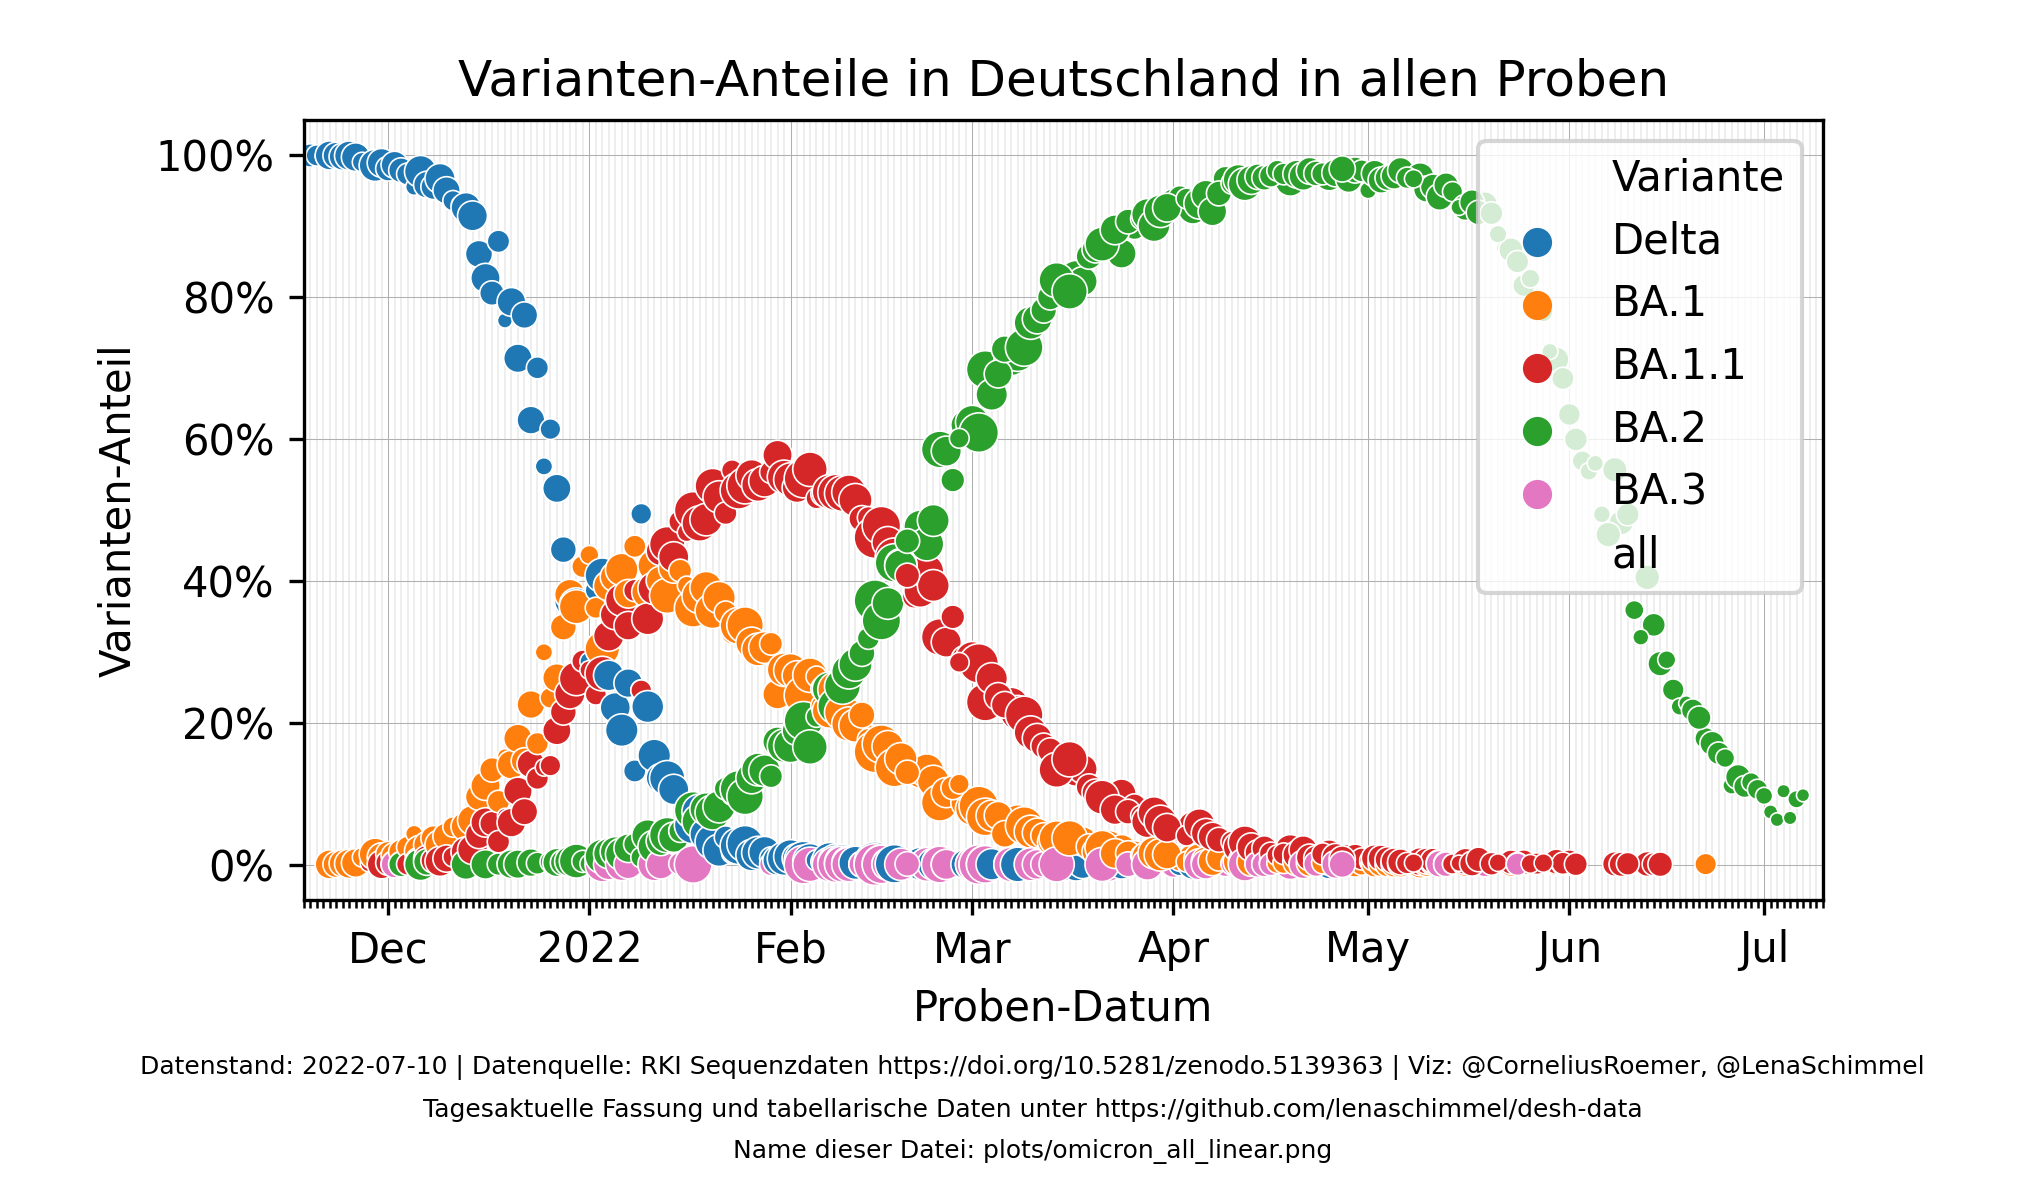 Varianten-Anteile in Deutschland in allen Proben
Varianten-Anteil
100%
80%
60%
40%
20%
0%
Variante
Delta
BA.1
BA.1.1
BA.2
BA.3
all
Dec 2022 Feb Mar Apr May Jun Jul
Proben-Datum
Datenstand: 2022-07-10 | Datenquelle: RKI Sequenzdaten https://doi.org/10.5281/zenodo.5139363 | Viz: @CorneliusRoemer, @LenaSchimmel
Tagesaktuelle Fassung und tabellarische Daten unter https://github.com/lenaschimmel/desh-data
Name dieser Datei: plots/omicron_all_linear.png